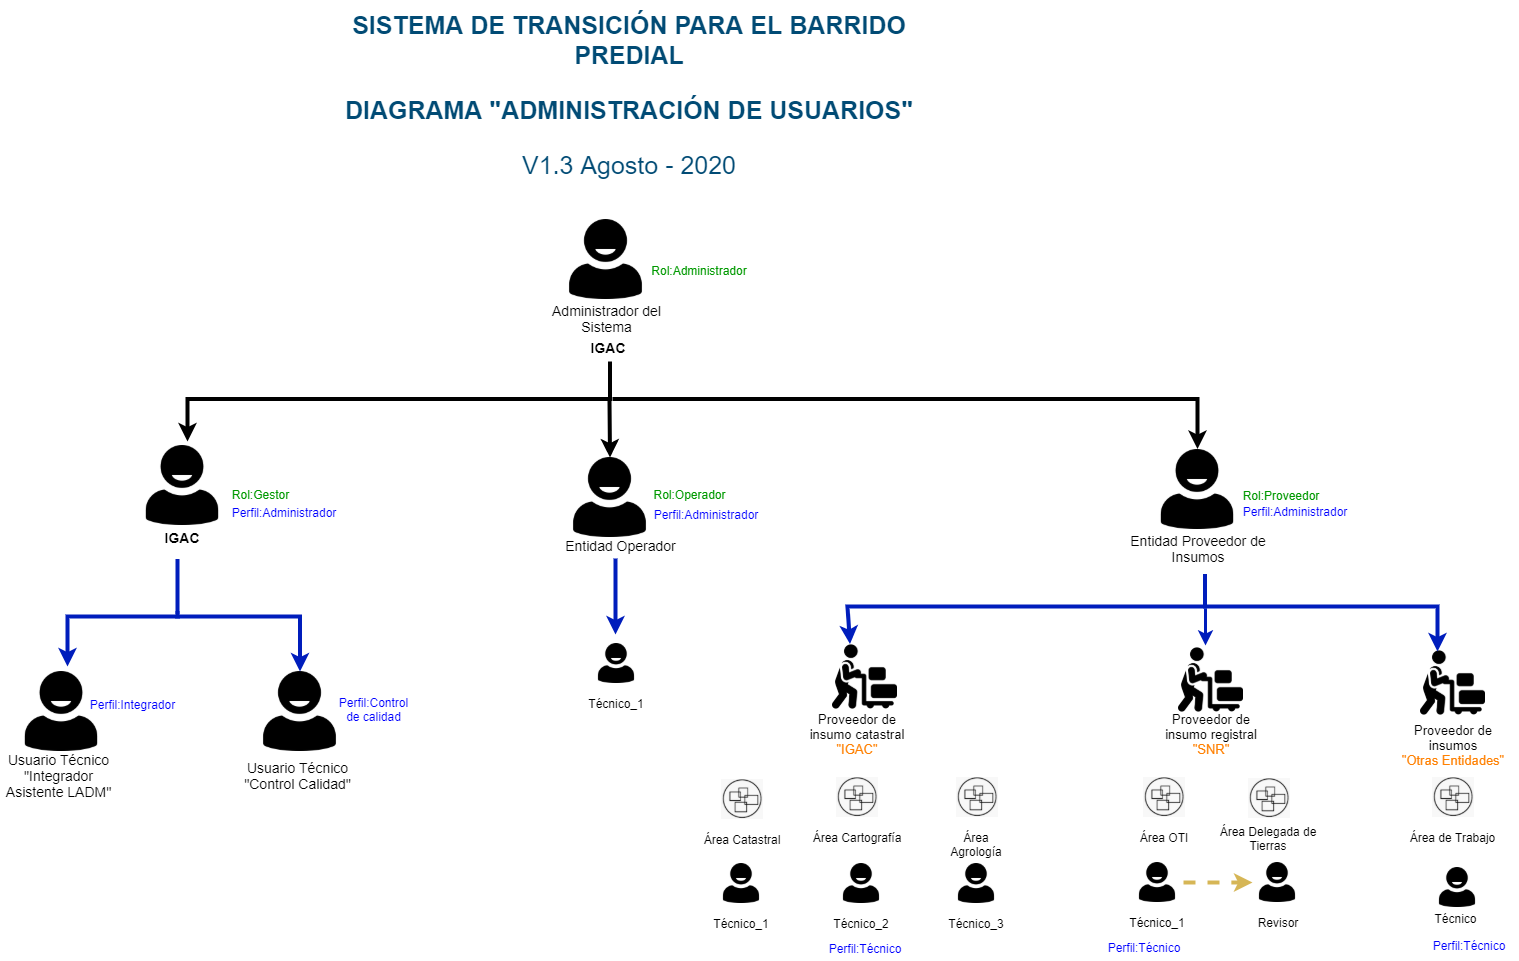 SISTEMA DE TRANSICIÓN PARA EL BARRIDO
PREDIAL
DIAGRAMA "ADMINISTRACIÓN DE USUARIOS"
V1.3 Agosto - 2020
Rol:Administrador
Administrador del
Sistema
IGAC
Rol:Gestor
Perfil:Administrador
IGAC
Rol:Operador
Perfil:Administrador
Entidad Operador
Rol:Proveedor
Perfil:Administrador
Entidad Proveedor de
Insumos
Perfil:Integrador
Usuario Técnico
"Integrador
Asistente LADM"
Perfil:Control
de calidad
Usuario Técnico
"Control Calidad"
Técnico_1
Proveedor de
insumo catastral
"IGAC"
Proveedor de
insumo registral
"SNR"
Proveedor de
insumos
"Otras Entidades"
Área Catastral
Área Cartografía
Área
Agrología
Área OTI
Área Delegada de
Tierras
Área de Trabajo
Técnico_1
Técnico_2
Técnico_3
Técnico_1
Revisor
Técnico
Perfil:Técnico
Perfil:Técnico
Perfil:Técnico